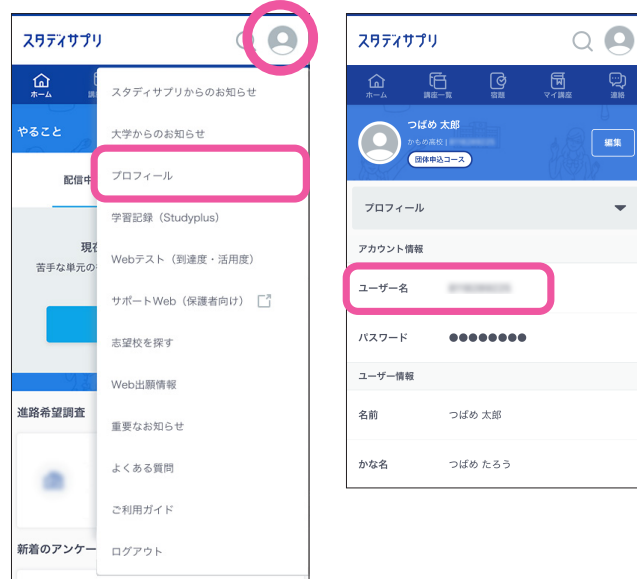 スタディサプリ
ホーム
やること
配信中
現在
苦手な単元の
進路希望調査
新着のアンケー
スタディサプリからのお知らせ
大学からのお知らせ
プロフィール
学習記録（Studyplus）
Webテスト（到達度・活用度）
サポートWeb（保護者向け）
志望校を探す
Web出願情報
重要なお知らせ
よくある質問
ご利用ガイド
ログアウト
スタディサプリ
ホーム 講座一覧 宿題 マイ講座 連絡
つばめ 太郎
かもめ高校 |
団体申込コース
編集
プロフィール
アカウント情報
ユーザー名
パスワード ●●●●●●●●
ユーザー情報
名前 つばめ 太郎
かな名 つばめ たろう